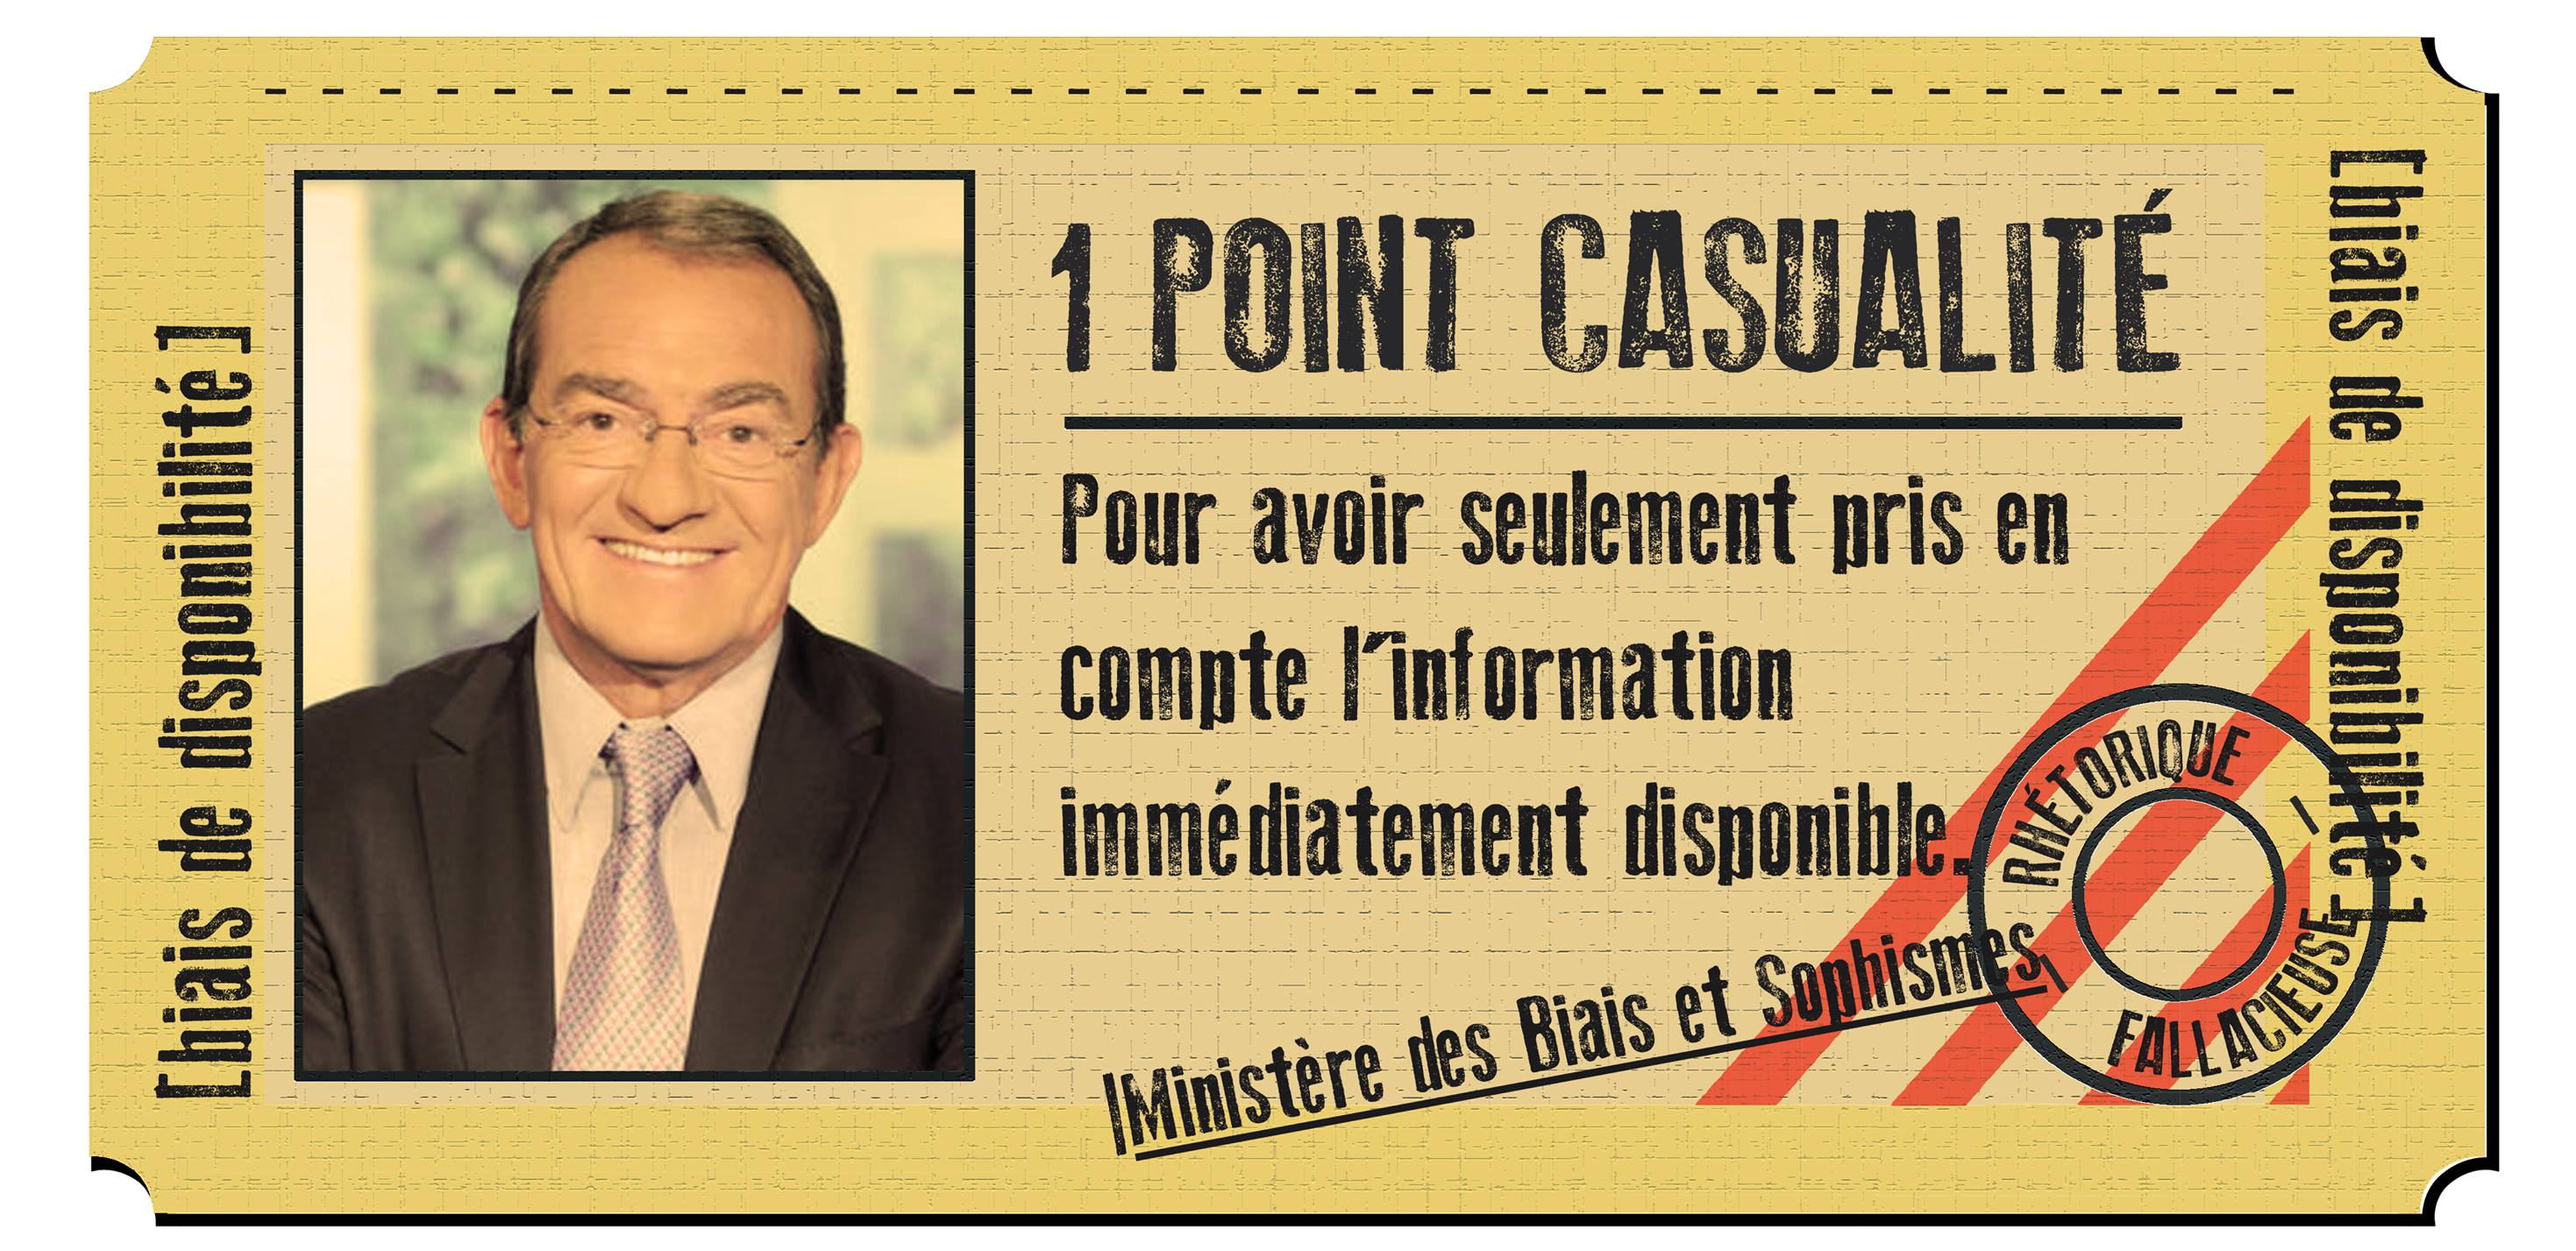 [biais de disponibilité]
1 POINT CASUALITÉ
Pour avoir seulement pris en
compte l'information
immédiatement disponible.
|Ministère des Biais et Sophismes|
RHÉTORIQUE
FALLACIEUSE
[biais de disponibilité]